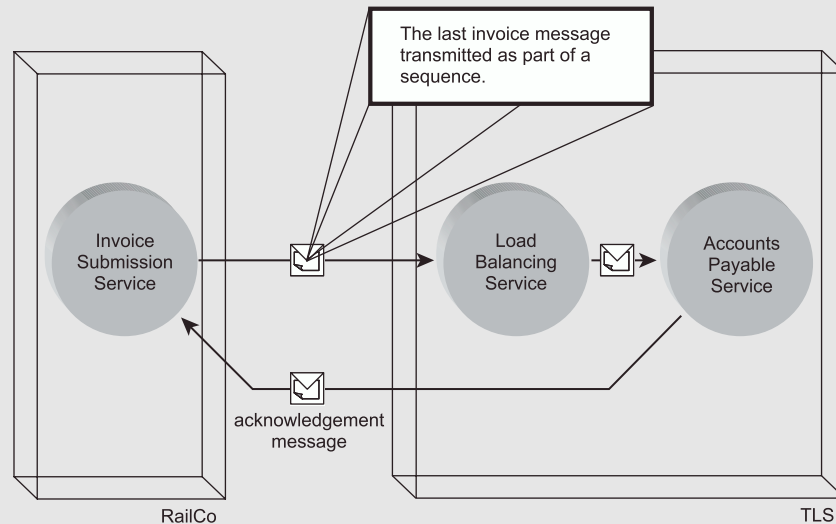 The last invoice message
transmitted as part of a
sequence.
Invoice
Submission
Service
Load
Balancing
Service
Accounts
Payable
Service
acknowledgement
message
RailCo
TLS